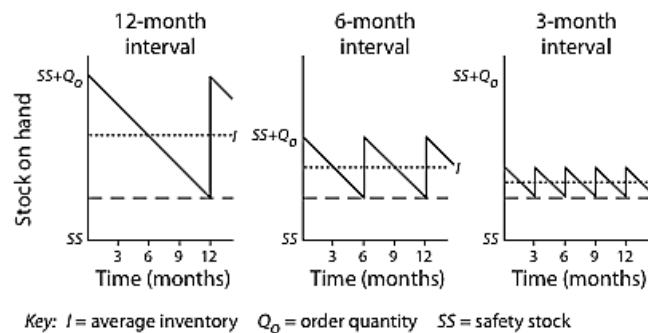 12-month
interval
6-month
interval
3-month
interval
Stock on hand
SS+Qo
I
SS
3 6 9 12
Time (months)
SS+Qo
I
SS
3 6 9 12
Time (months)
SS+Qo
SS
3 6 9 12
Time (months)
Key: I = average inventory Qo = order quantity SS = safety stock